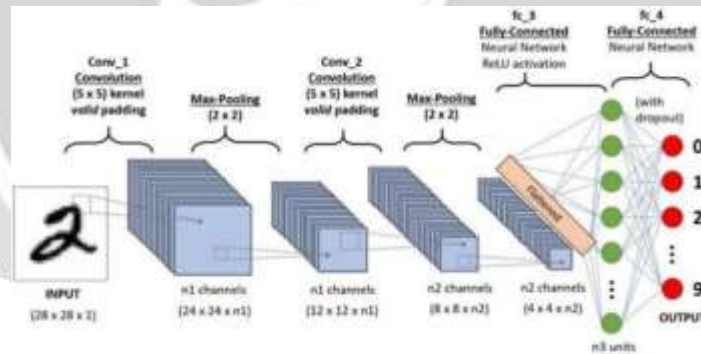 fc_3
Fully-Connected
Neural Network
ReLU activation
fc_4
Fully-Connected
Neural Network
Conv_1
Convolution
(5 x 5) kernel
valid padding
Max-Pooling
(2 x 2)
Conv_2
Convolution
(5 x 5) kernel
valid padding
Max-Pooling
(2 x 2)
(with
dropout)
2
Flattened
0
1
2
9
INPUT
(28 x 28 x 1)
n1 channels
(24 x 24 x n1)
n1 channels
(12 x 12 x n1)
n2 channels
(8 x 8 x n2)
n2 channels
(4 x 4 x n2)
OUTPUT
n3 units